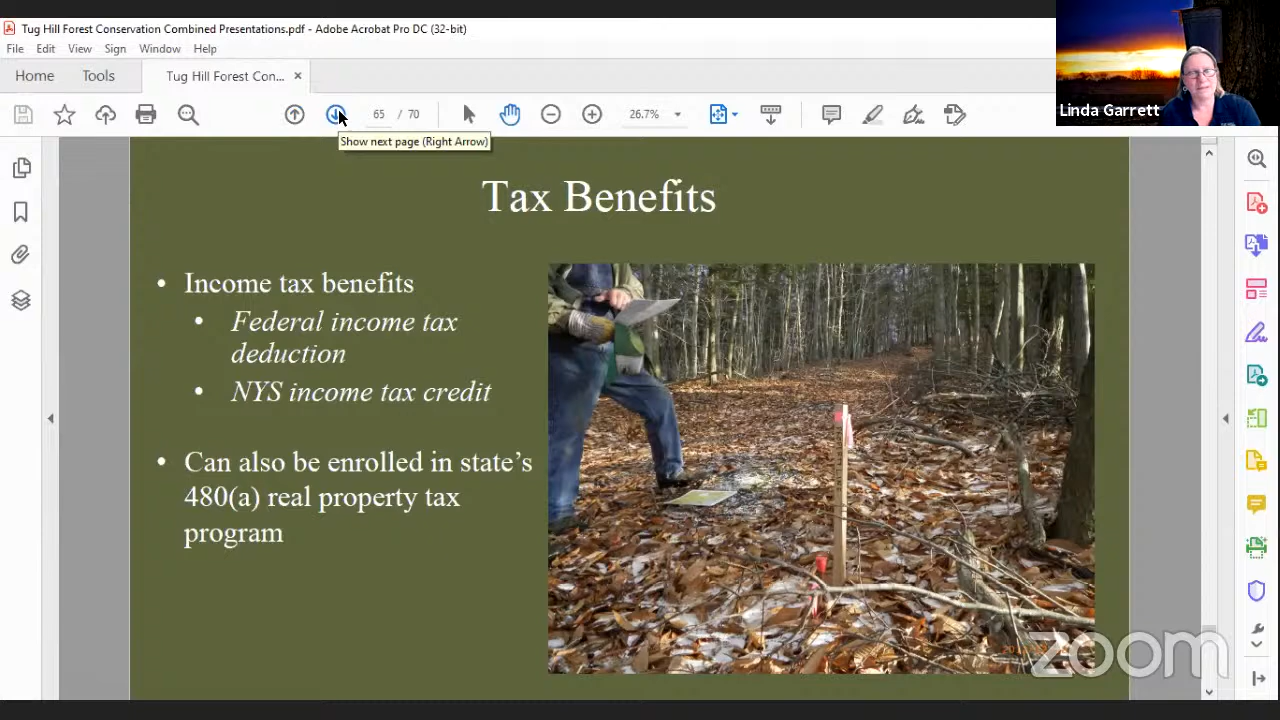 Tug Hill Forest Conservation Combined Presentations.pdf - Adobe Acrobat Pro DC (32-bit)
File Edit View Sign Window Help
Home Tools Tug Hill Forest Con... ×
65 / 70 26.7%
Show next page (Right Arrow)
Linda Garrett
Tax Benefits
• Income tax benefits
• Federal income tax
deduction
• NYS income tax credit
• Can also be enrolled in state’s
480(a) real property tax
program
zoom